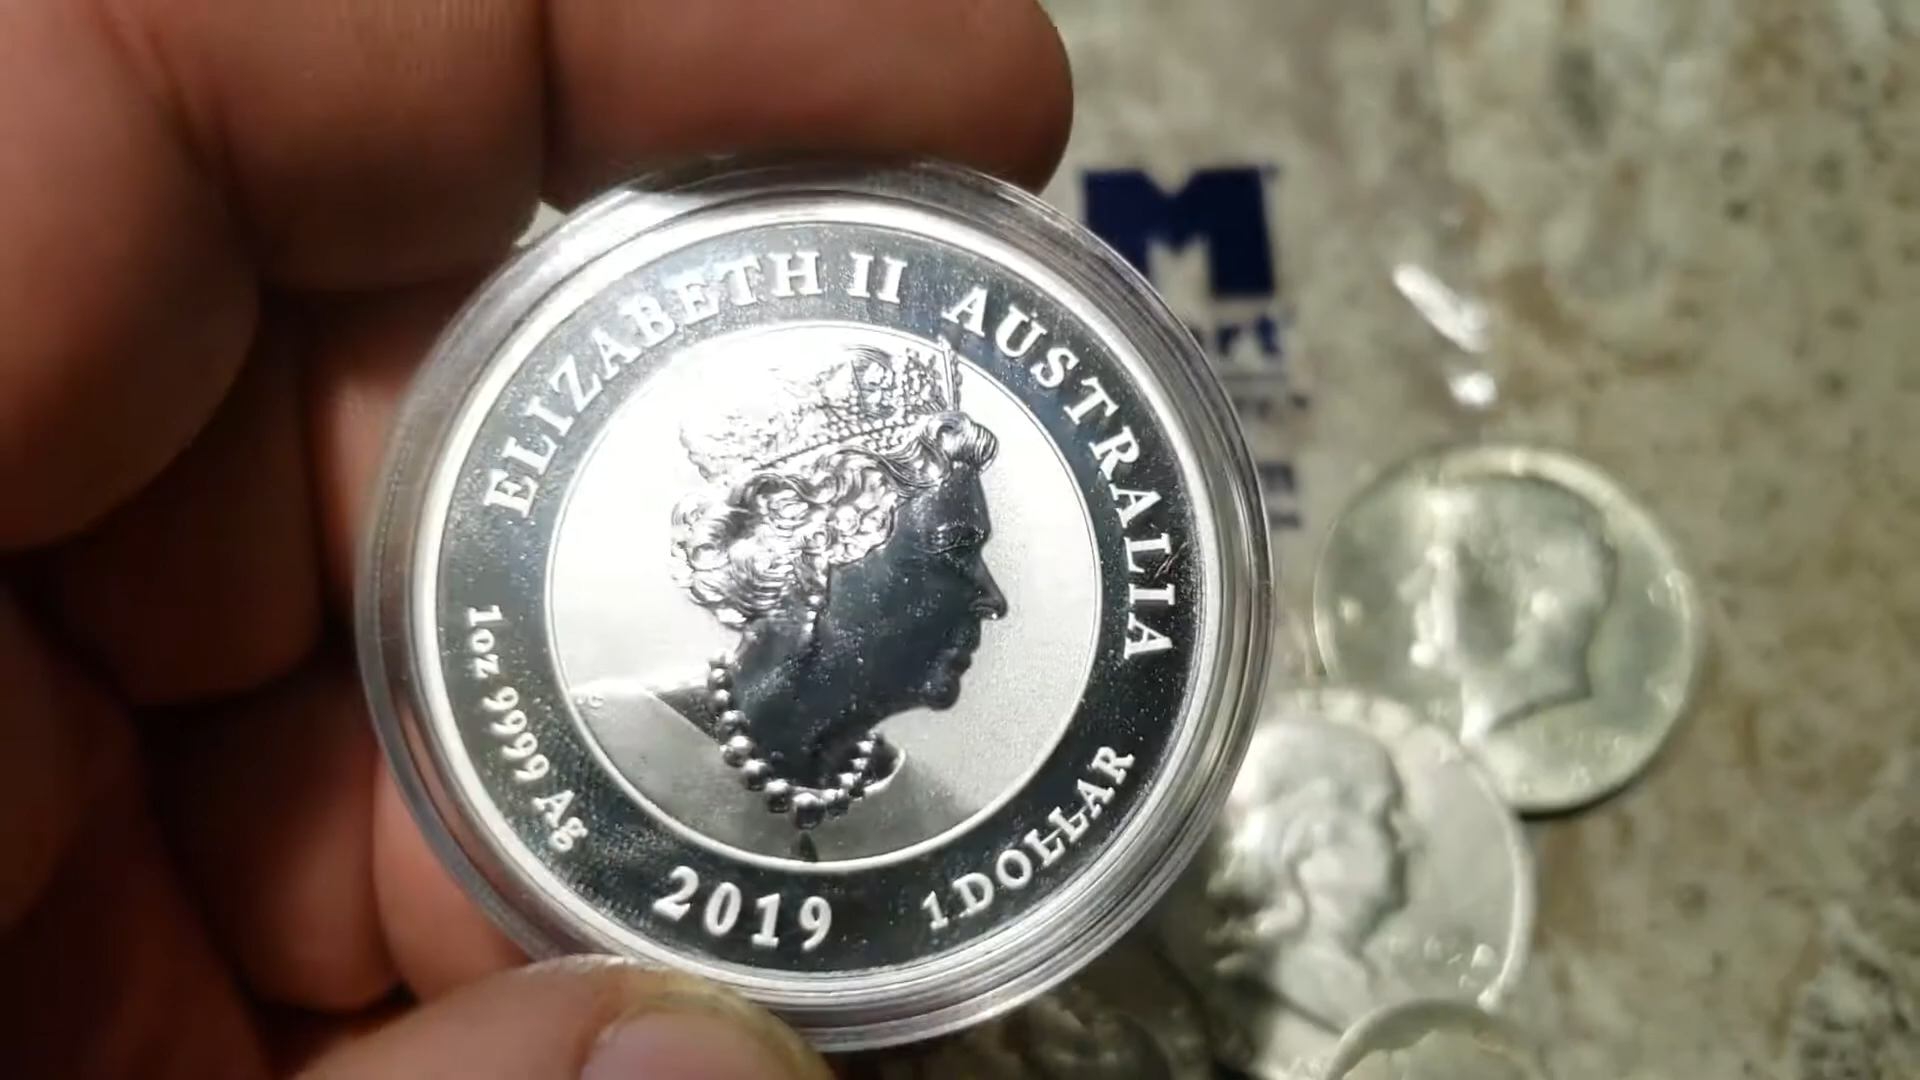 ELIZABETH II AUSTRALIA
1oz 9999 Ag
2019
1 DOLLAR
M